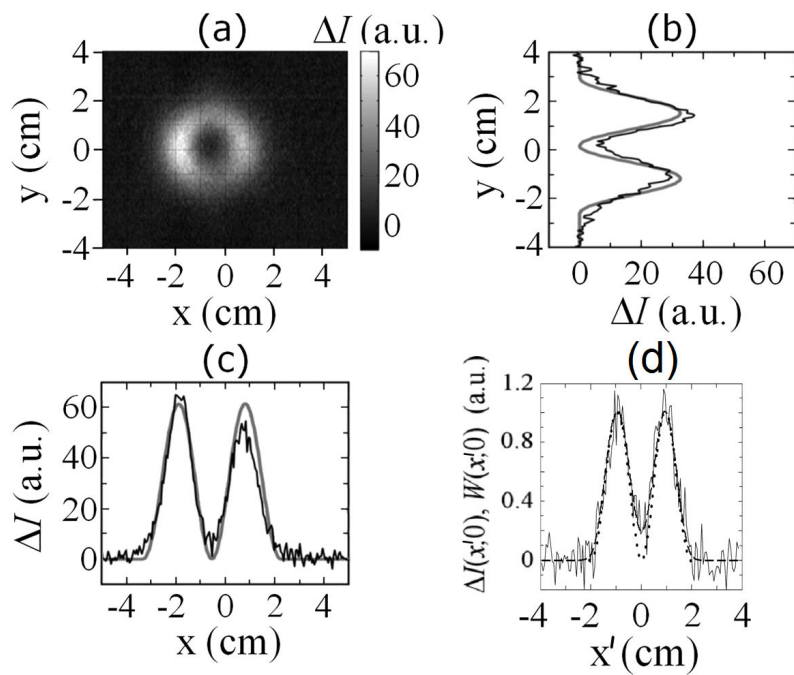 (a)
ΔI (a.u.)
4
2
0
-2
-4
y (cm)
-4 -2 0 2 4
x (cm)
60
40
20
0
(b)
4
2
0
-2
-4
y (cm)
0 20 40 60
ΔI (a.u.)
(c)
60
40
20
0
ΔI (a.u.)
-4 -2 0 2 4
x (cm)
(d)
1.2
0.8
0.4
0
ΔI(x',0), W(x',0) (a.u.)
-4 -2 0 2 4
x' (cm)